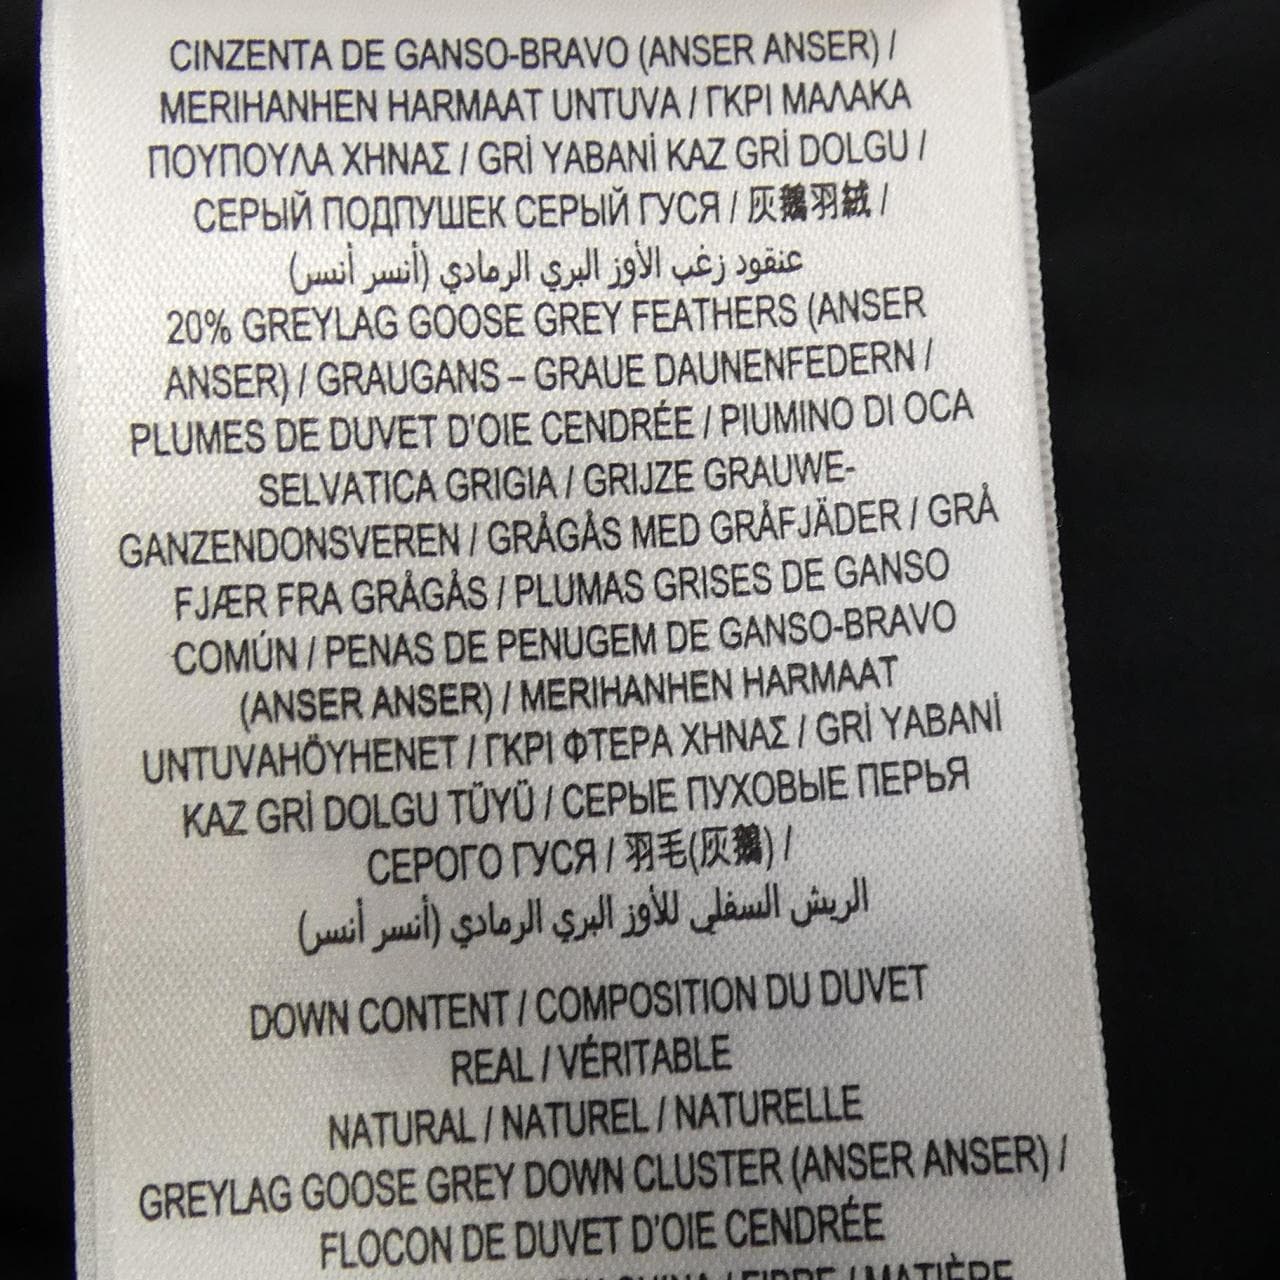 CINZENTA DE GANSO-BRAVO (ANSER ANSER) /
MERIHANHEN HARMAAT UNTUVA / ΓΚΡΙ ΜΑΛΑΚΑ
ΠΟΥΠΟΥΛΑ ΧΗΝΑΣ / GRİ YABANİ KAZ GRİ DOLGU /
СЕРЫЙ ПОДПУШЕК СЕРЫЙ ГУСЯ / 灰鵝羽絨 /
عنقود زغب الأوز البري الرمادي (أنسر أنسر)
20% GREYLAG GOOSE GREY FEATHERS (ANSER
ANSER) / GRAUGANS – GRAUE DAUNENFEDERN /
PLUMES DE DUVET D'OIE CENDRÉE / PIUMINO DI OCA
SELVATICA GRIGIA / GRIJZE GRAUWE-
GANZENDONSVEREN / GRÅGÅS MED GRÅFJÄDER / GRÅ
FJÆR FRA GRÅGÅS / PLUMAS GRISES DE GANSO
COMÚN / PENAS DE PENUGEM DE GANSO-BRAVO
(ANSER ANSER) / MERIHANHEN HARMAAT
UNTUVAHÖYHENET / ΓΚΡΙ ΦΤΕΡΑ ΧΗΝΑΣ / GRİ YABANİ
KAZ GRİ DOLGU TÜYÜ / СЕРЫЕ ПУХОВЫЕ ПЕРЬЯ
СЕРОГО ГУСЯ / 羽毛(灰鵝) /
الريش السفلي للأوز البري الرمادي (أنسر أنسر)
DOWN CONTENT / COMPOSITION DU DUVET
REAL / VÉRITABLE
NATURAL / NATUREL / NATURELLE
GREYLAG GOOSE GREY DOWN CLUSTER (ANSER ANSER) /
FLOCON DE DUVET D'OIE CENDRÉE
/ FIBRE / MATIÈRE